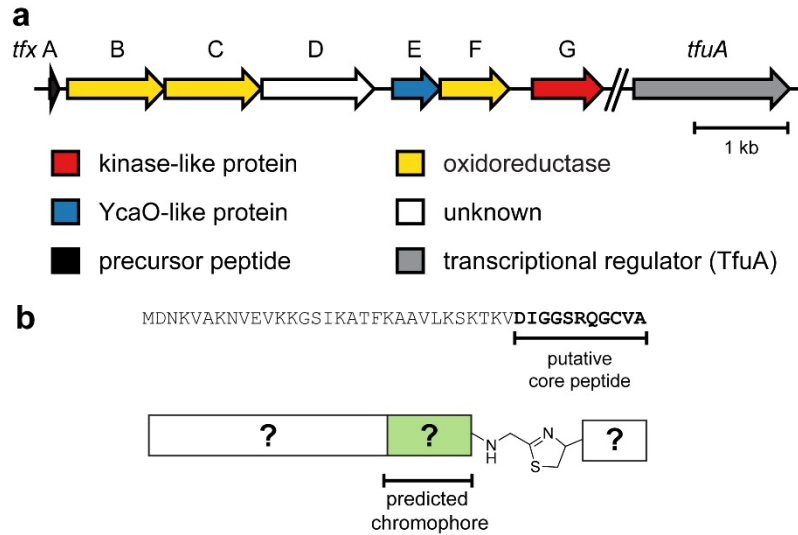 a
tfx A B C D E F G tfuA
1 kb
kinase-like protein oxidoreductase
YcaO-like protein unknown
precursor peptide transcriptional regulator (TfuA)
b
MDNKVAKNVEVKKGSIKATFKAAVLKSKTKVDIGGSRQGCVA
putative
core peptide
? ? N H N S ?
predicted
chromophore